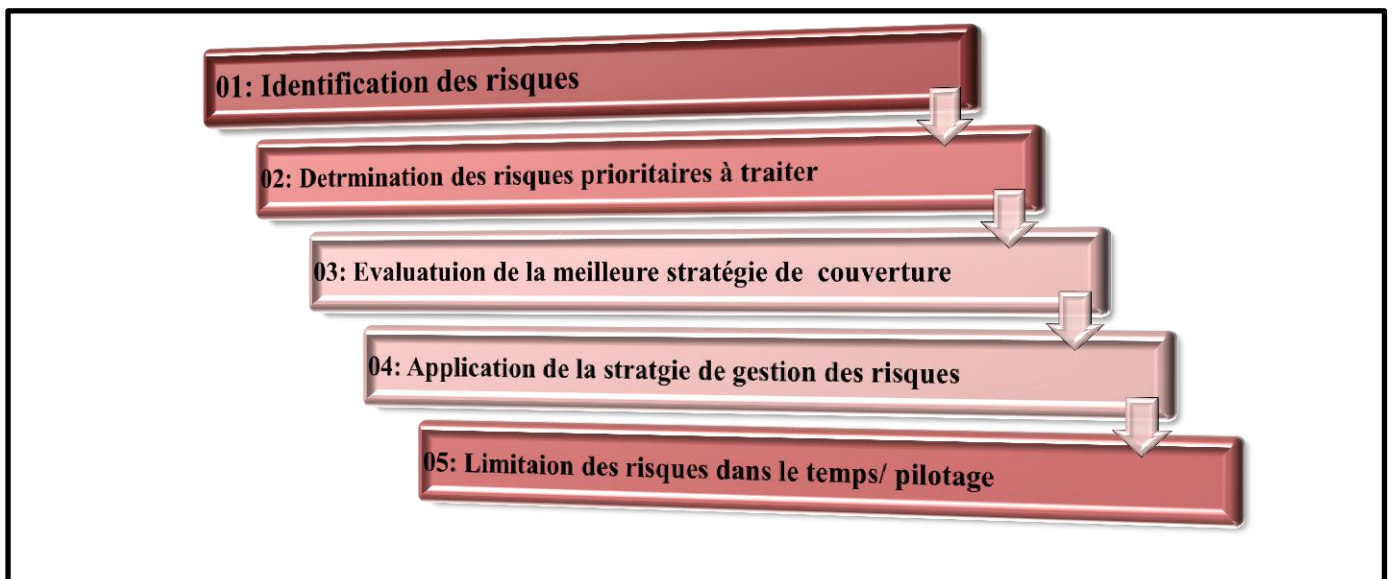 01: Identification des risques
02: Detrmination des risques prioritaires à traiter
03: Evaluatuion de la meilleure stratégie de couverture
04: Application de la stratgie de gestion des risques
05: Limitaion des risques dans le temps/ pilotage